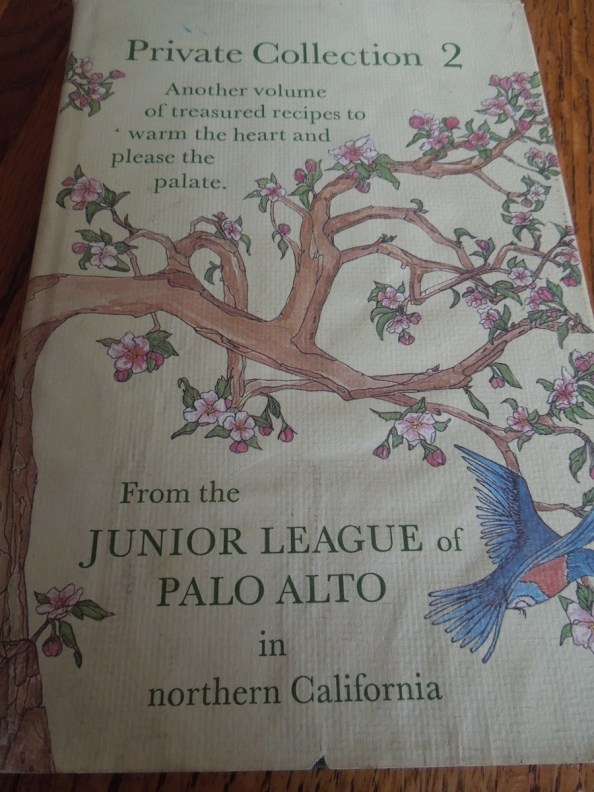 Private Collection 2
Another volume
of treasured recipes to
warm the heart and
please the
palate.
From the
JUNIOR LEAGUE of
PALO ALTO
in
northern California